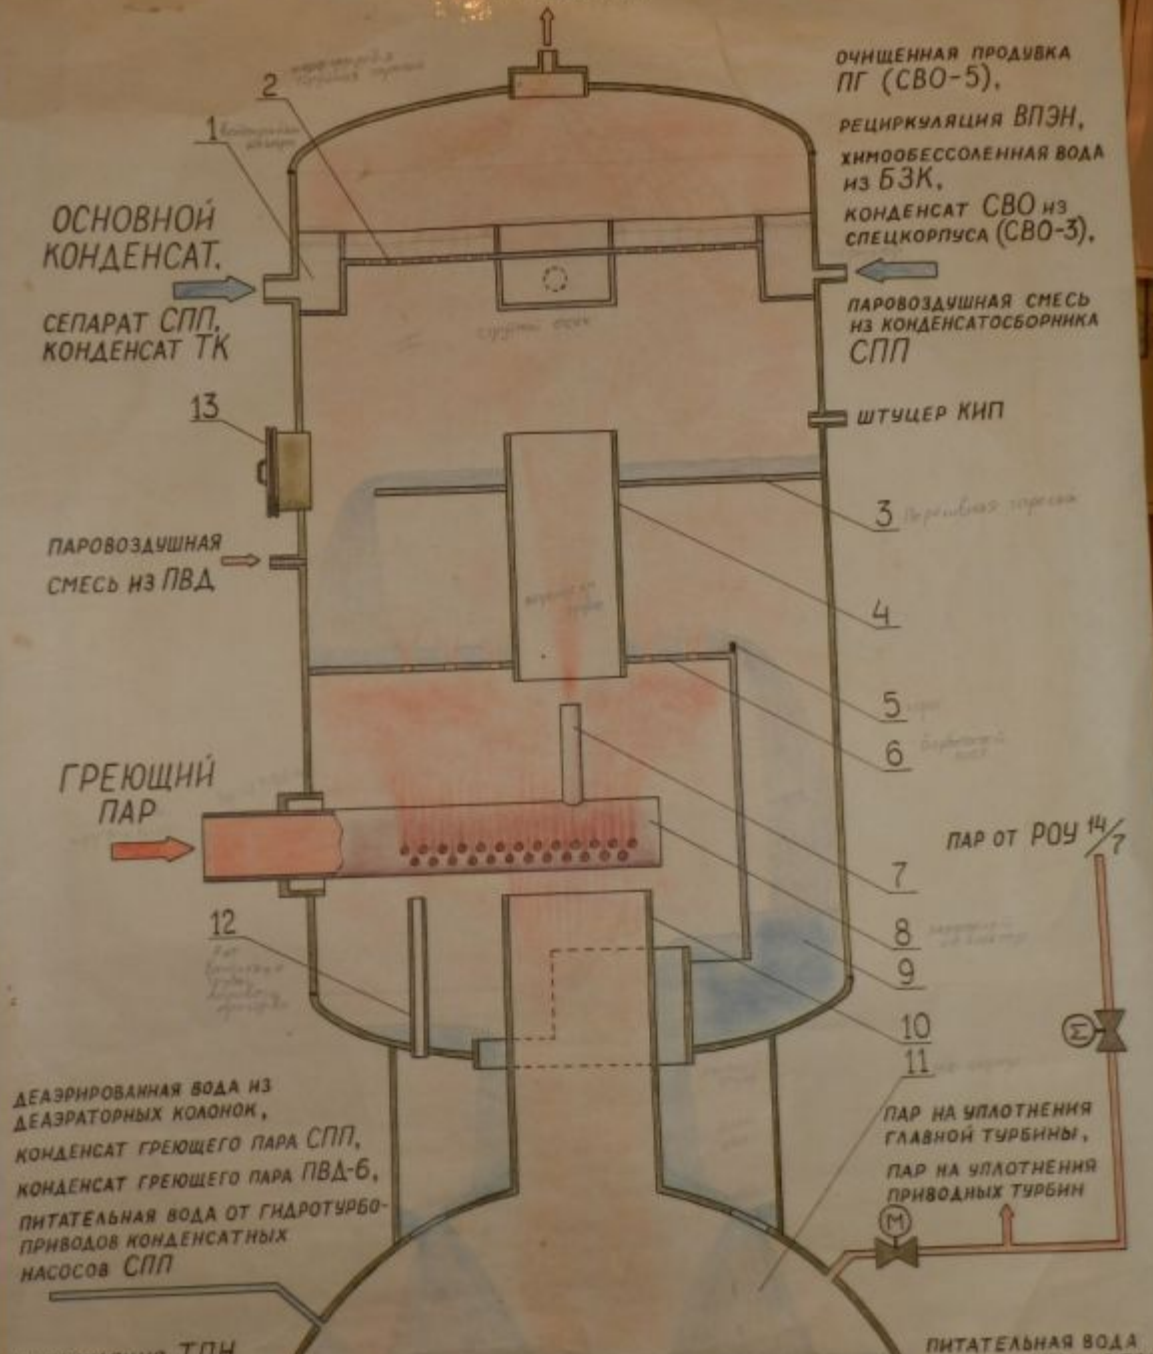 ОЧИЩЕННАЯ ПРОДУВКА
ПГ (СВО-5),
РЕЦИРКУЛЯЦИЯ ВПЭН,
ХИМООБЕССОЛЕННАЯ ВОДА
ИЗ БЗК,
КОНДЕНСАТ СВО ИЗ
СПЕЦКОРПУСА (СВО-3),
2
1
ОСНОВНОЙ
КОНДЕНСАТ,
СЕПАРАТ СПП,
КОНДЕНСАТ ТК
ПАРОВОЗДУШНАЯ СМЕСЬ
ИЗ КОНДЕНСАТОСБОРНИКА
СПП
13
ШТУЦЕР КИП
3 Переливная тарелка
ПАРОВОЗДУШНАЯ
СМЕСЬ ИЗ ПВД
4
5
6
ГРЕЮЩИЙ
ПАР
ПАР ОТ РОУ 14/7
7
8
9
12
10
11
Σ
ДЕАЭРИРОВАННАЯ ВОДА ИЗ
ДЕАЭРАТОРНЫХ КОЛОНОК,
КОНДЕНСАТ ГРЕЮЩЕГО ПАРА СПП,
КОНДЕНСАТ ГРЕЮЩЕГО ПАРА ПВД-6,
ПИТАТЕЛЬНАЯ ВОДА ОТ ГИДРОТУРБО-
ПРИВОДОВ КОНДЕНСАТНЫХ
НАСОСОВ СПП
ПАР НА УПЛОТНЕНИЯ
ГЛАВНОЙ ТУРБИНЫ,
ПАР НА УПЛОТНЕНИЯ
ПРИВОДНЫХ ТУРБИН
М
ТПН
ПИТАТЕЛЬНАЯ ВОДА